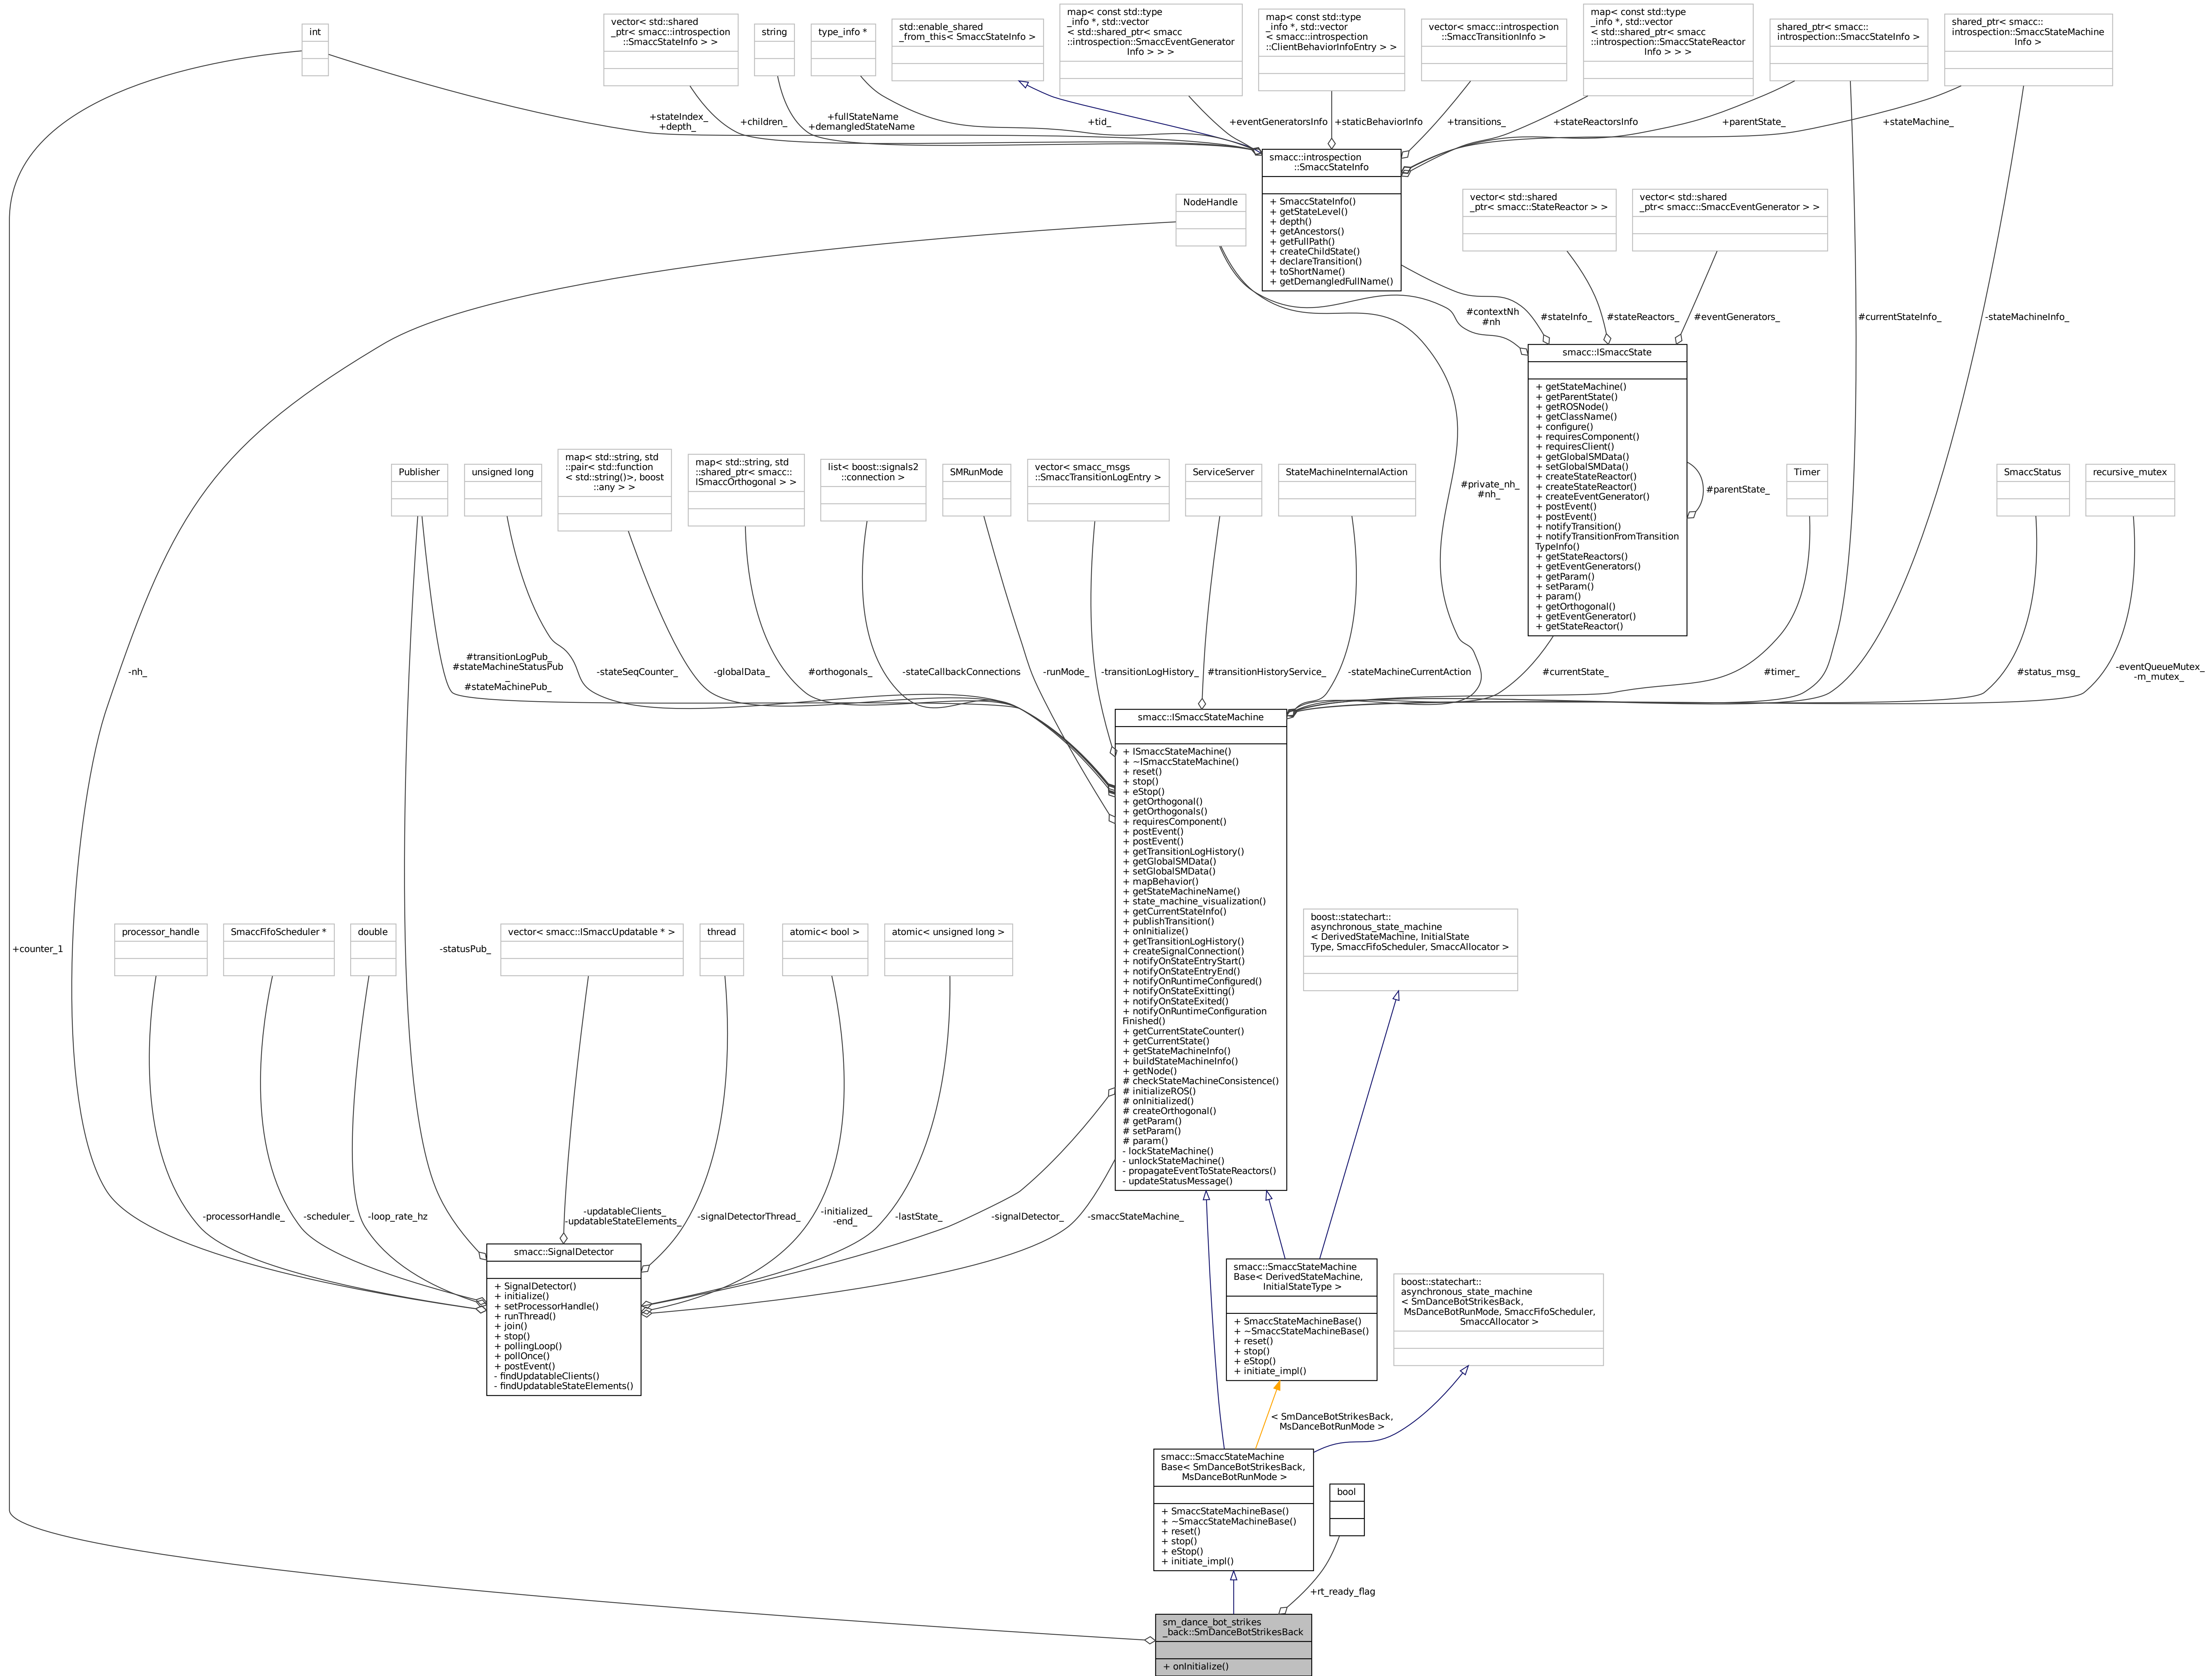 int
vector< std::shared
_ptr< smacc::introspection
::SmaccStateInfo > >
string
type_info *
std::enable_shared
_from_this< SmaccStateInfo >
map< const std::type
_info *, std::vector
< std::shared_ptr< smacc
::introspection::SmaccEventGenerator
Info > > >
map< const std::type
_info *, std::vector
< smacc::introspection
::ClientBehaviorInfoEntry > >
vector< smacc::introspection
::SmaccTransitionInfo >
map< const std::type
_info *, std::vector
< std::shared_ptr< smacc
::introspection::SmaccStateReactor
Info > > >
shared_ptr< smacc::
introspection::SmaccStateInfo >
shared_ptr< smacc::
introspection::SmaccStateMachine
Info >
+stateIndex_
+depth_
+children_
+fullStateName
+demangledStateName
+tid_
+eventGeneratorsInfo
+staticBehaviorInfo
+transitions_
+stateReactorsInfo
+parentState_
+stateMachine_
smacc::introspection
::SmaccStateInfo
+ SmaccStateInfo()
+ getStateLevel()
+ depth()
+ getAncestors()
+ getFullPath()
+ createChildState()
+ declareTransition()
+ toShortName()
+ getDemangledFullName()
NodeHandle
vector< std::shared
_ptr< smacc::StateReactor > >
vector< std::shared
_ptr< smacc::SmaccEventGenerator > >
#contextNh
#nh
#stateInfo_
#stateReactors_
#eventGenerators_
#currentStateInfo_
-stateMachineInfo_
smacc::ISmaccState
+ getStateMachine()
+ getParentState()
+ getROSNode()
+ getClassName()
+ configure()
+ requiresComponent()
+ requiresClient()
+ getGlobalSMData()
+ setGlobalSMData()
+ createStateReactor()
+ createStateReactor()
+ createEventGenerator()
+ postEvent()
+ postEvent()
+ notifyTransition()
+ notifyTransitionFromTransition
TypeInfo()
+ getStateReactors()
+ getEventGenerators()
+ getParam()
+ setParam()
+ param()
+ getOrthogonal()
+ getEventGenerator()
+ getStateReactor()
#parentState_
Publisher
unsigned long
map< std::string, std
::pair< std::function
< std::string()>, boost
::any > >
map< std::string, std
::shared_ptr< smacc::
ISmaccOrthogonal > >
list< boost::signals2
::connection >
SMRunMode
vector< smacc_msgs
::SmaccTransitionLogEntry >
ServiceServer
StateMachineInternalAction
#private_nh_
#nh_
Timer
SmaccStatus
recursive_mutex
-nh_
#transitionLogPub_
#stateMachineStatusPub
_
#stateMachinePub_
-stateSeqCounter_
-globalData_
#orthogonals_
-stateCallbackConnections
-runMode_
-transitionLogHistory_
#transitionHistoryService_
-stateMachineCurrentAction
#currentState_
#timer_
#status_msg_
-eventQueueMutex_
-m_mutex_
smacc::ISmaccStateMachine
+ ISmaccStateMachine()
+ ~ISmaccStateMachine()
+ reset()
+ stop()
+ eStop()
+ getOrthogonal()
+ getOrthogonals()
+ requiresComponent()
+ postEvent()
+ postEvent()
+ getTransitionLogHistory()
+ getGlobalSMData()
+ setGlobalSMData()
+ mapBehavior()
+ getStateMachineName()
+ state_machine_visualization()
+ getCurrentStateInfo()
+ publishTransition()
+ onInitialize()
+ getTransitionLogHistory()
+ createSignalConnection()
+ notifyOnStateEntryStart()
+ notifyOnStateEntryEnd()
+ notifyOnRuntimeConfigured()
+ notifyOnStateExitting()
+ notifyOnStateExited()
+ notifyOnRuntimeConfiguration
Finished()
+ getCurrentStateCounter()
+ getCurrentState()
+ getStateMachineInfo()
+ buildStateMachineInfo()
+ getNode()
# checkStateMachineConsistence()
# initializeROS()
# onInitialized()
# createOrthogonal()
# getParam()
# setParam()
# param()
- lockStateMachine()
- unlockStateMachine()
- propagateEventToStateReactors()
- updateStatusMessage()
+counter_1
processor_handle
SmaccFifoScheduler *
double
-statusPub_
vector< smacc::ISmaccUpdatable * >
thread
atomic< bool >
atomic< unsigned long >
boost::statechart::
asynchronous_state_machine
< DerivedStateMachine, InitialState
Type, SmaccFifoScheduler, SmaccAllocator >
-processorHandle_
-scheduler_
-loop_rate_hz
-updatableClients_
-updatableStateElements_
-signalDetectorThread_
-initialized_
-end_
-lastState_
-signalDetector_
-smaccStateMachine_
smacc::SignalDetector
+ SignalDetector()
+ initialize()
+ setProcessorHandle()
+ runThread()
+ join()
+ stop()
+ pollingLoop()
+ pollOnce()
+ postEvent()
- findUpdatableClients()
- findUpdatableStateElements()
smacc::SmaccStateMachine
Base< DerivedStateMachine,
InitialStateType >
+ SmaccStateMachineBase()
+ ~SmaccStateMachineBase()
+ reset()
+ stop()
+ eStop()
+ initiate_impl()
boost::statechart::
asynchronous_state_machine
< SmDanceBotStrikesBack,
MsDanceBotRunMode, SmaccFifoScheduler,
SmaccAllocator >
< SmDanceBotStrikesBack,
MsDanceBotRunMode >
smacc::SmaccStateMachine
Base< SmDanceBotStrikesBack,
MsDanceBotRunMode >
+ SmaccStateMachineBase()
+ ~SmaccStateMachineBase()
+ reset()
+ stop()
+ eStop()
+ initiate_impl()
bool
+rt_ready_flag
sm_dance_bot_strikes
_back::SmDanceBotStrikesBack
+ onInitialize()